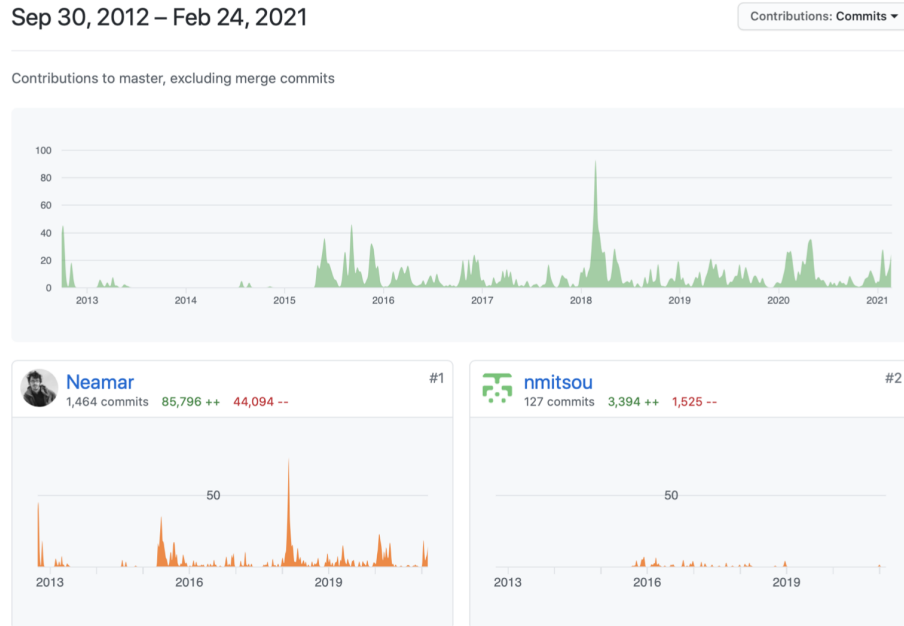 Sep 30, 2012 – Feb 24, 2021
Contributions: Commits
Contributions to master, excluding merge commits
100
80
60
40
20
0
2013 2014 2015 2016 2017 2018 2019 2020 2021
Neamar #1
1,464 commits 85,796 ++ 44,094 --
50
2013 2016 2019
nmitsou #2
127 commits 3,394 ++ 1,525 --
50
2013 2016 2019